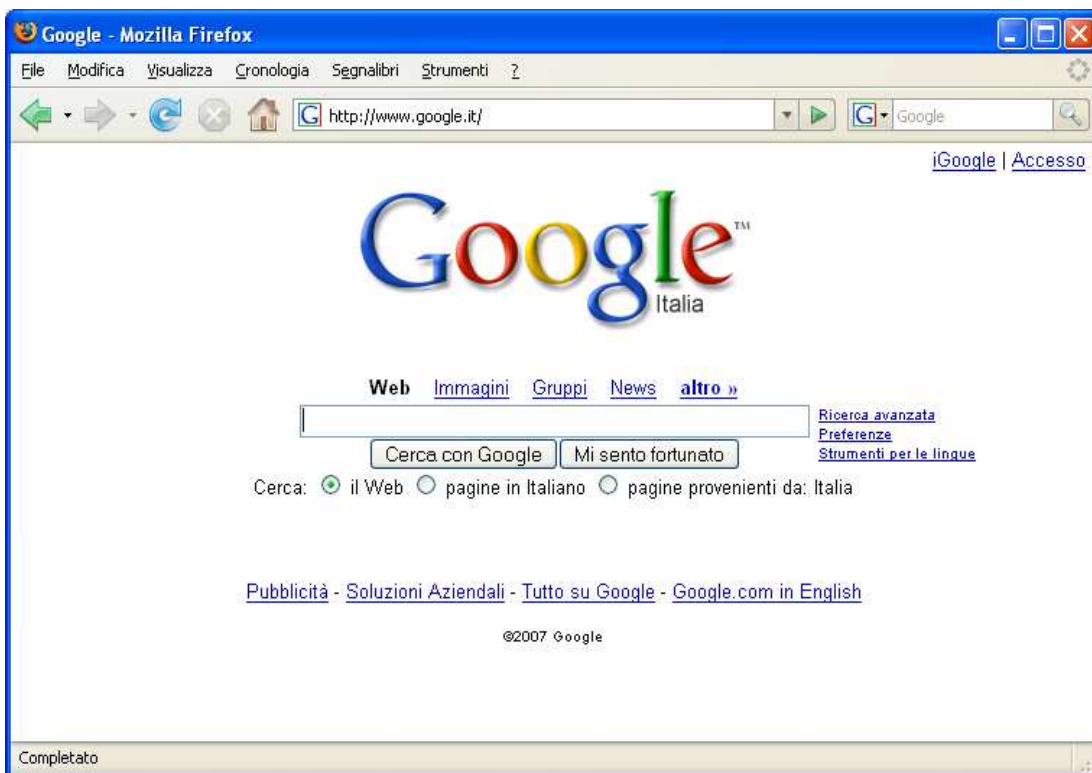 Google - Mozilla Firefox
File Modifica Visualizza Cronologia Segnalibri Strumenti ?
G http://www.google.it/ G Google
iGoogle | Accesso
Google™
Italia
Web Immagini Gruppi News altro »
Ricerca avanzata
Preferenze
Strumenti per le lingue
Cerca con Google Mi sento fortunato
Cerca: il Web pagine in Italiano pagine provenienti da: Italia
Pubblicità - Soluzioni Aziendali - Tutto su Google - Google.com in English
©2007 Google
Completato